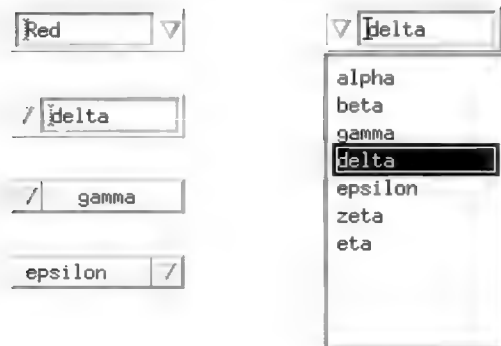 Red
delta
gamma
epsilon
delta
alpha
beta
gamma
delta
epsilon
zeta
eta